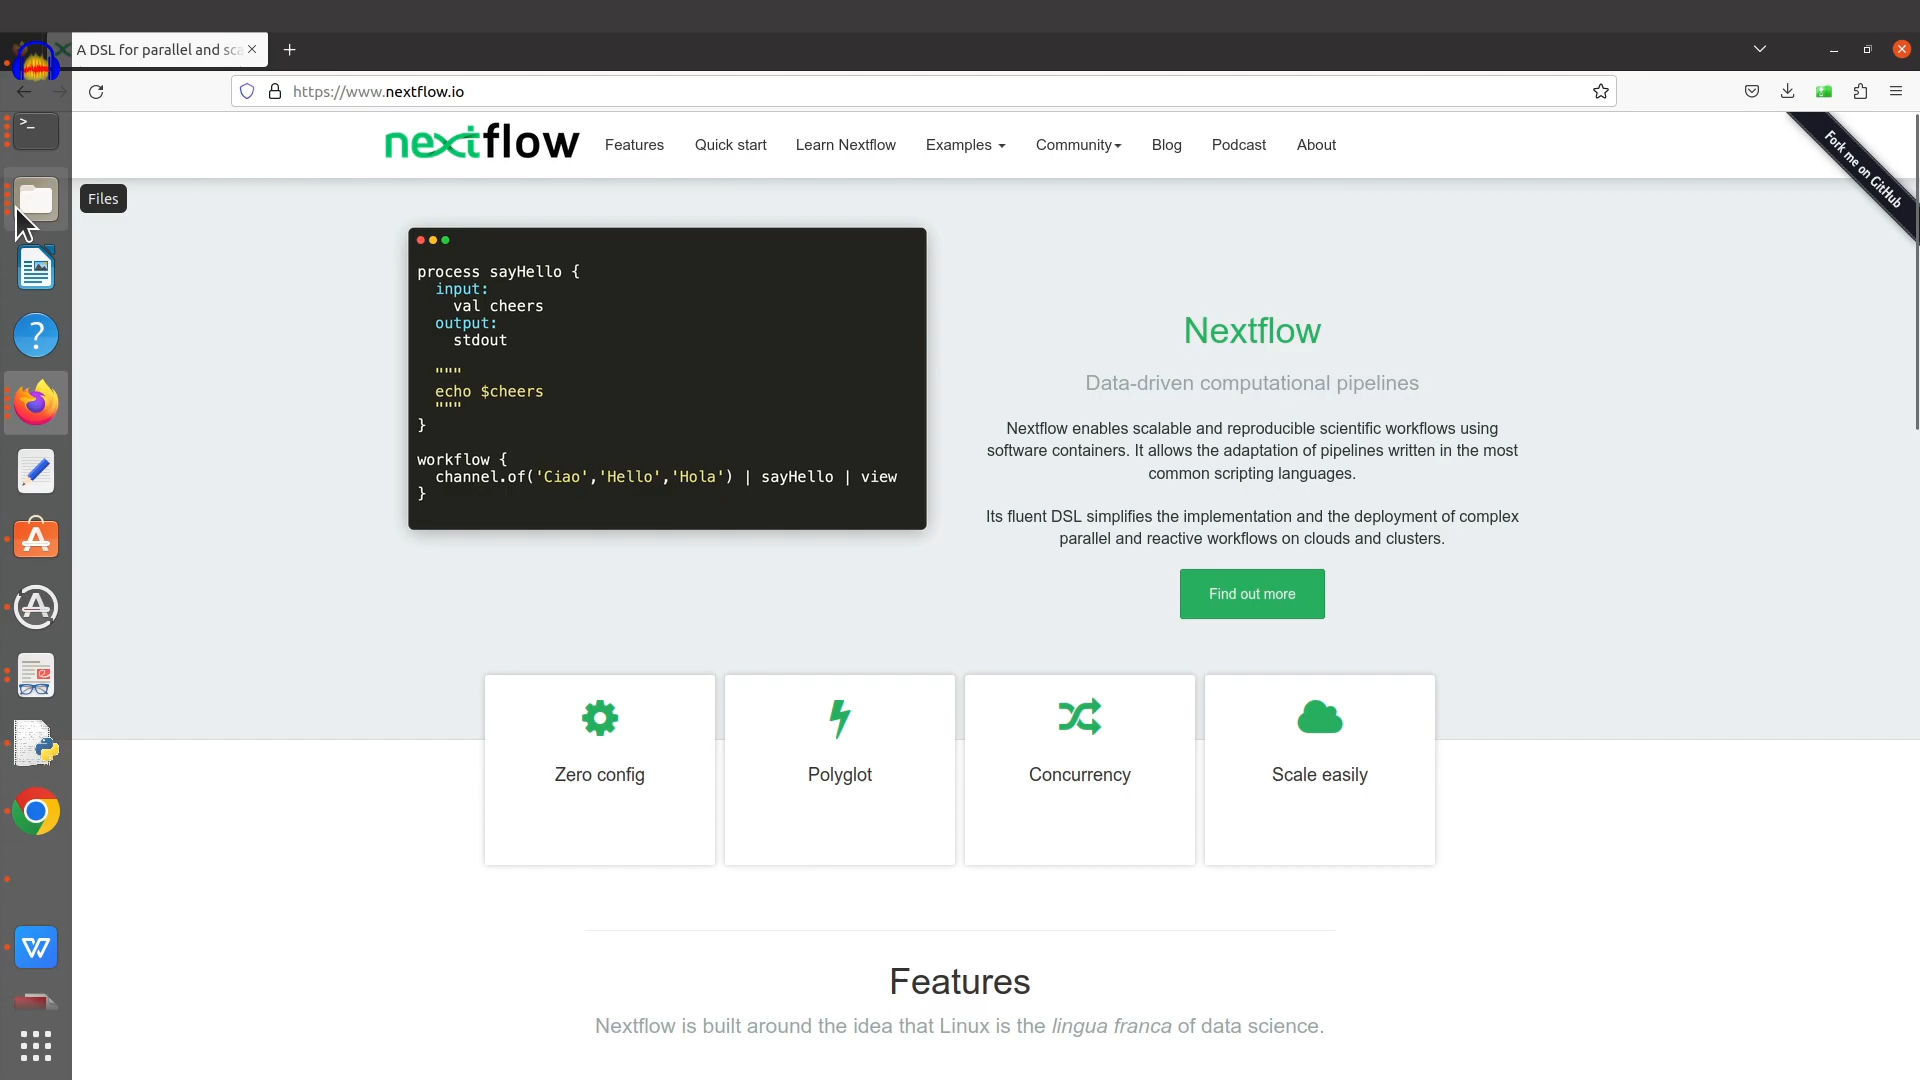 A DSL for parallel and sca
https://www.nextflow.io
nextflow
Features
Quick start
Learn Nextflow
Examples
Community
Blog
Podcast
About
Fork me on GitHub
Files
process sayHello {
input:
val cheers
output:
stdout
"""
echo $cheers
"""
}
workflow {
channel.of('Ciao','Hello','Hola') | sayHello | view
}
Nextflow
Data-driven computational pipelines
Nextflow enables scalable and reproducible scientific workflows using
software containers. It allows the adaptation of pipelines written in the most
common scripting languages.
Its fluent DSL simplifies the implementation and the deployment of complex
parallel and reactive workflows on clouds and clusters.
Find out more
Zero config
Polyglot
Concurrency
Scale easily
Features
Nextflow is built around the idea that Linux is the lingua franca of data science.